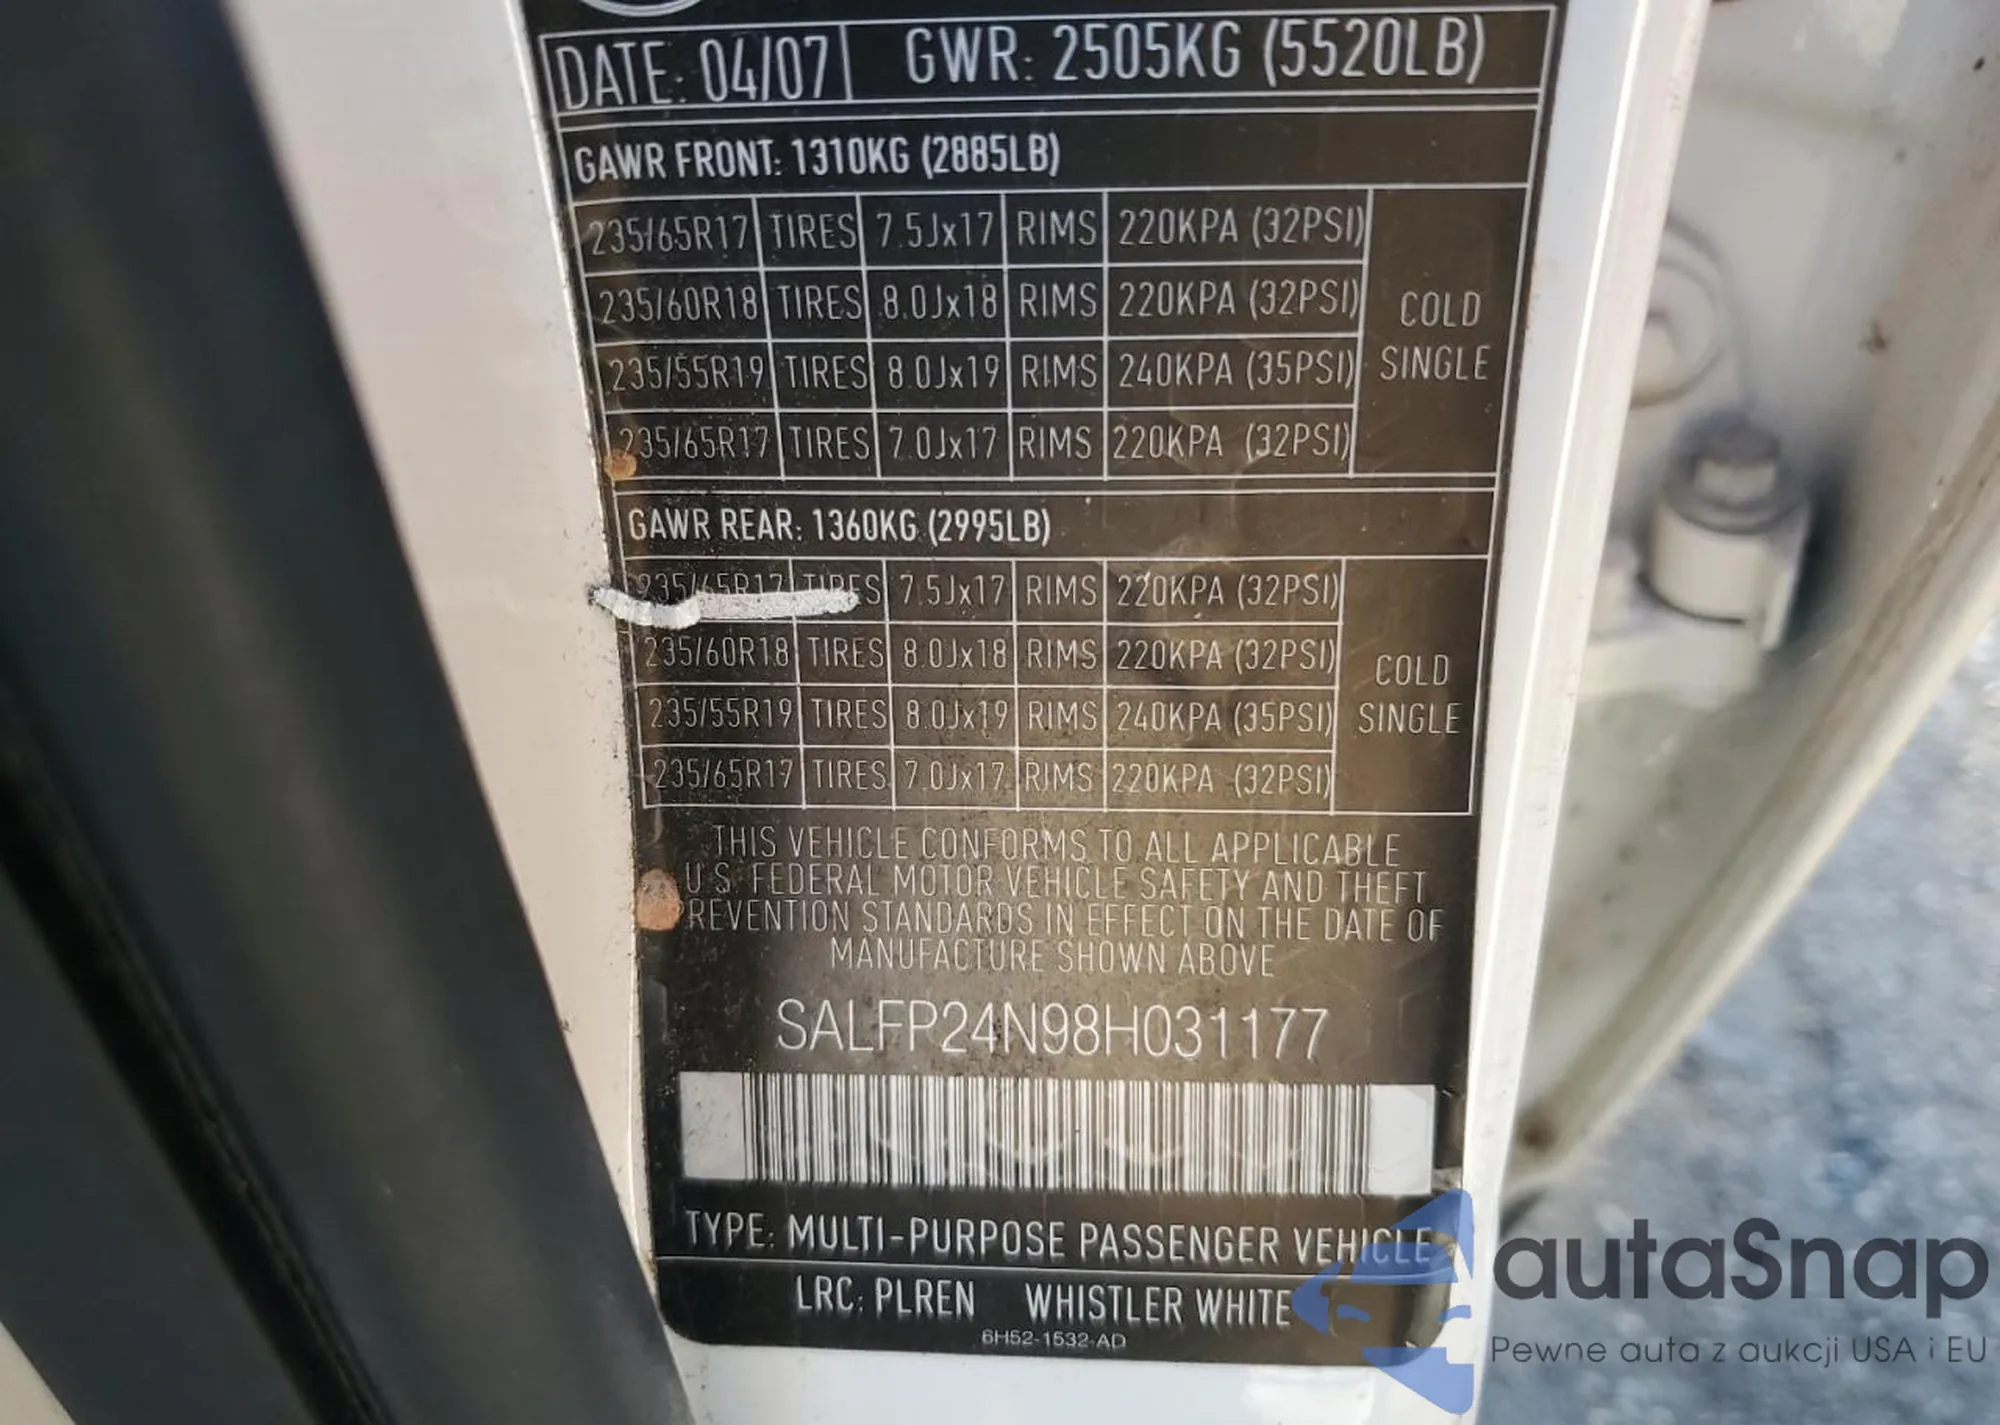 DATE: 04/07 GWR: 2505KG (5520LB)
GAWR FRONT: 1310KG (2885LB)
235/65R17 TIRES 7.5Jx17 RIMS 220KPA (32PSI)
235/60R18 TIRES 8.0Jx18 RIMS 220KPA (32PSI)
235/55R19 TIRES 8.0Jx19 RIMS 240KPA (35PSI)
235/65R17 TIRES 7.0Jx17 RIMS 220KPA (32PSI)
COLD
SINGLE
GAWR REAR: 1360KG (2995LB)
235/65R17 TIRES 7.5Jx17 RIMS 220KPA (32PSI)
235/60R18 TIRES 8.0Jx18 RIMS 220KPA (32PSI)
235/55R19 TIRES 8.0Jx19 RIMS 240KPA (35PSI)
235/65R17 TIRES 7.0Jx17 RIMS 220KPA (32PSI)
COLD
SINGLE
THIS VEHICLE CONFORMS TO ALL APPLICABLE
U.S. FEDERAL MOTOR VEHICLE SAFETY AND THEFT
PREVENTION STANDARDS IN EFFECT ON THE DATE OF
MANUFACTURE SHOWN ABOVE
SALFP24N98H031177
TYPE: MULTI-PURPOSE PASSENGER VEHICLE
LRC: PLREN WHISTLER WHITE
6H52-1532-AD
autaSnap
Pewne auta z aukcji USA i EU